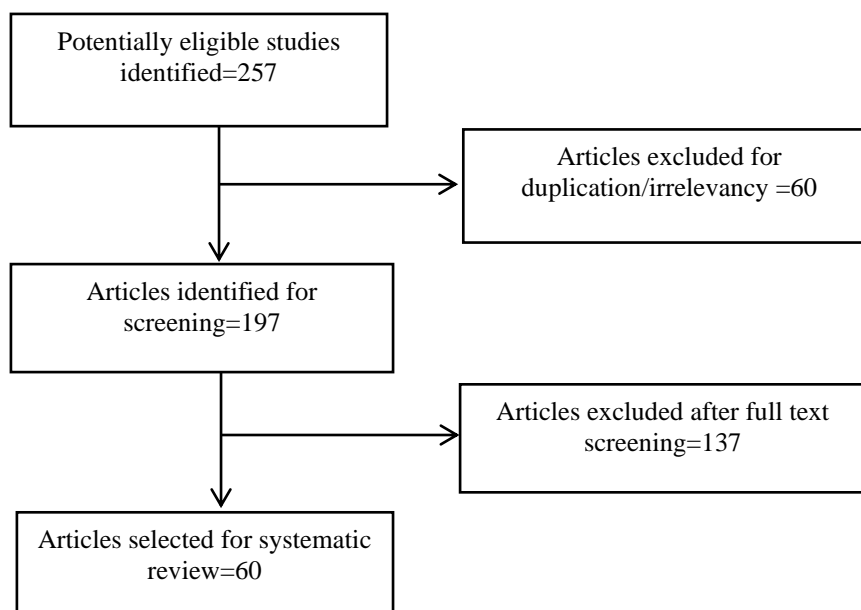 Potentially eligible studies
identified=257
Articles excluded for
duplication/irrelevancy =60
Articles identified for
screening=197
Articles excluded after full text
screening=137
Articles selected for systematic
review=60